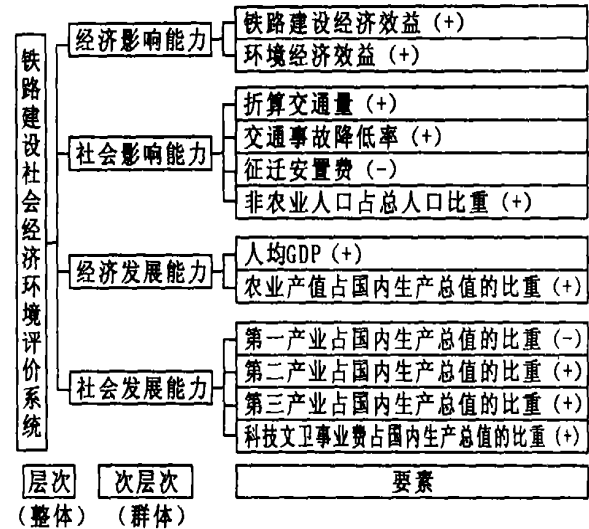 铁路建设社会经济环境评价系统
经济影响能力
铁路建设经济效益 (+)
环境经济效益 (+)
社会影响能力
折算交通量 (+)
交通事故降低率 (+)
征迁安置费 (-)
非农业人口占总人口比重 (+)
经济发展能力
人均GDP (+)
农业产值占国内生产总值的比重 (+)
社会发展能力
第一产业占国内生产总值的比重 (-)
第二产业占国内生产总值的比重 (+)
第三产业占国内生产总值的比重 (+)
科技文卫事业费占国内生产总值的比重 (+)
层次 次层次 要素
(整体) (群体)